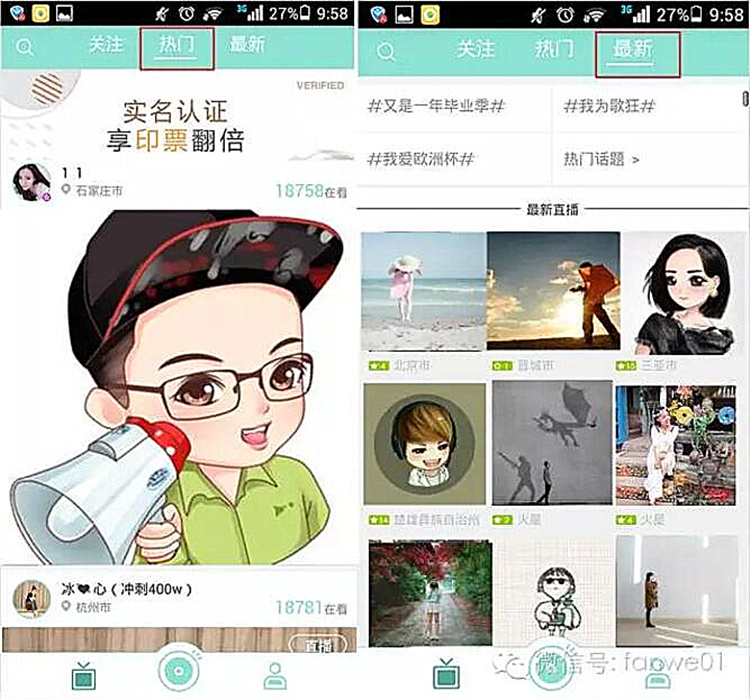 3G 27% 9:58
关注 热门 最新
VERIFIED
实名认证
享印票翻倍
1 1
石家庄市
18758在看
冰❤心（冲刺400w）
杭州市
18781在看
直播
3G 27% 9:58
关注 热门 最新
#又是一年毕业季#
#我为歌狂#
#我爱欧洲杯#
热门话题 >
最新直播
★4 北京市
1 晋城市
★15 三亚市
★14 楚雄彝族自治州
★7 火星
★4 火星
微信号: fanwe01